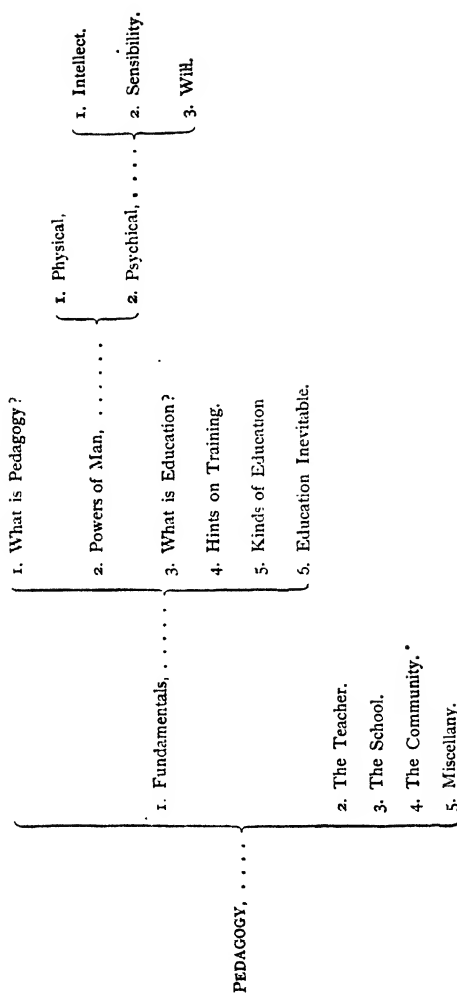 PEDAGOGY, . . . .
1. Fundamentals, . . . . . .
1. What is Pedagogy?
2. Powers of Man, . . . . . .
1. Physical,
2. Psychical, . . . .
1. Intellect.
2. Sensibility.
3. Will.
3. What is Education?
4. Hints on Training.
5. Kinds of Education
5. Education Inevitable.
2. The Teacher.
3. The School.
4. The Community.
5. Miscellany.